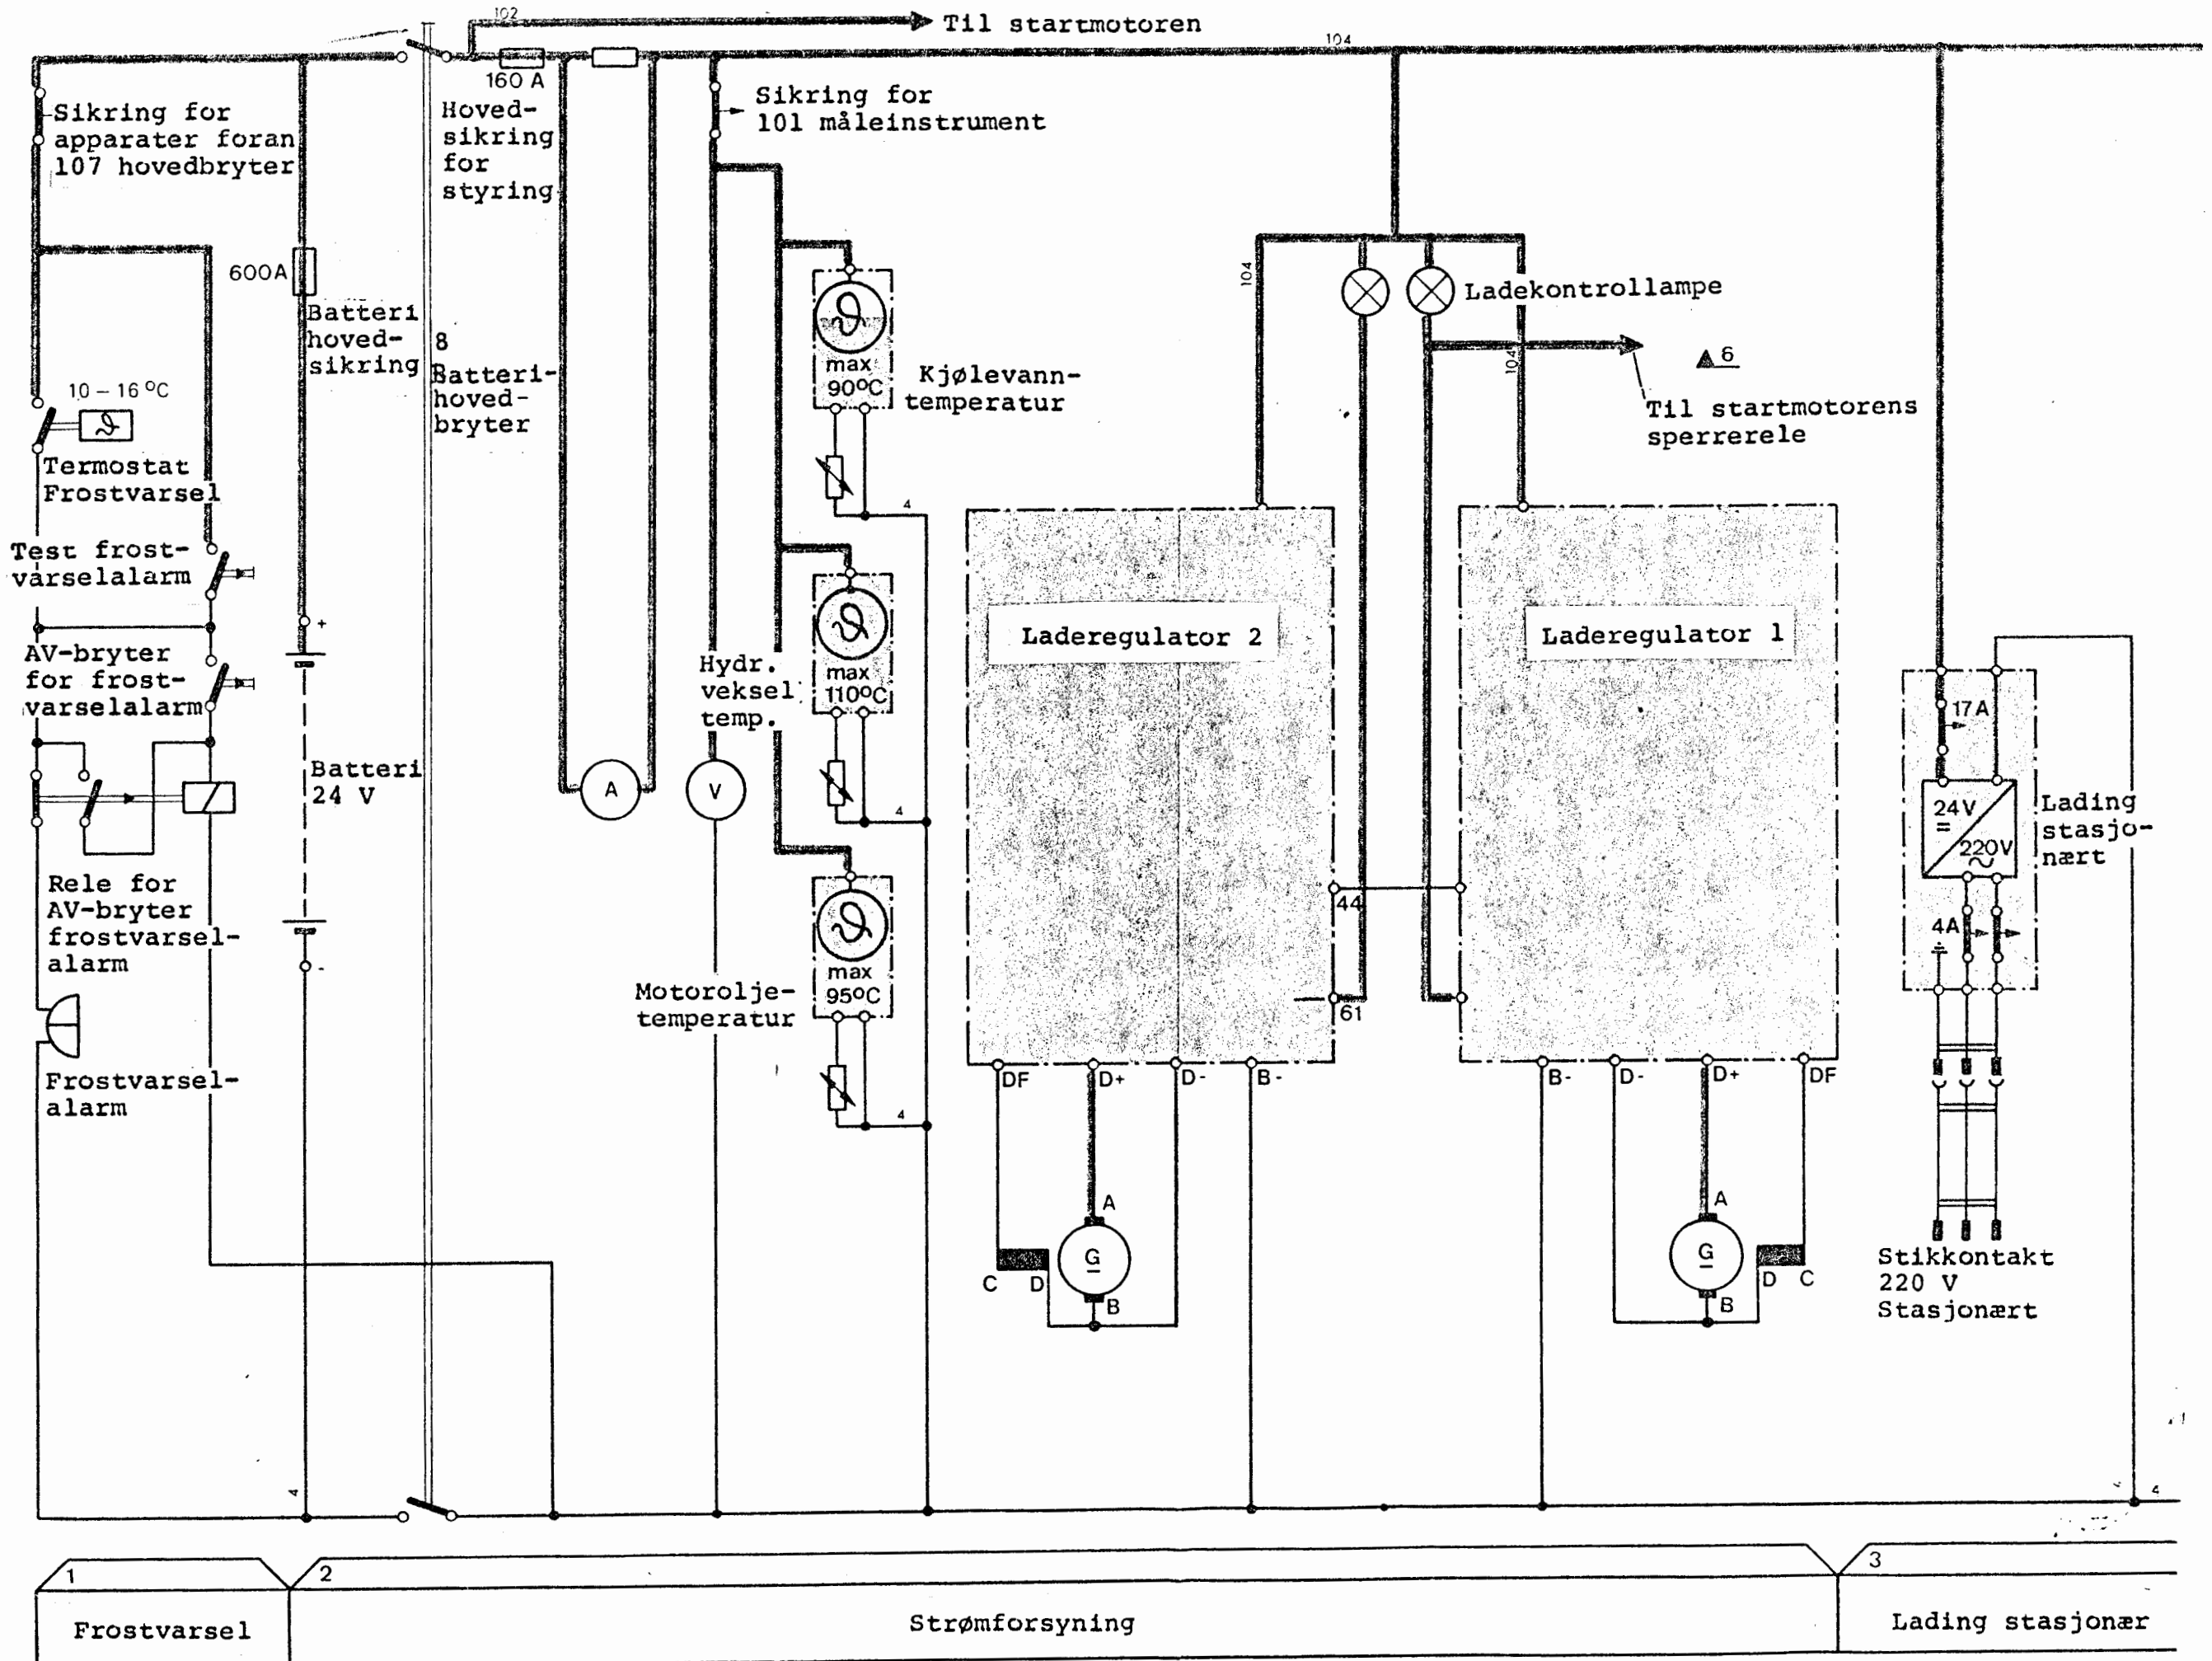 102
Til startmotoren
104
160 A
Hoved-
sikring
for
styring
Sikring for
apparater foran
107 hovedbryter
Sikring for
101 måleinstrument
600A
Batteri
hoved-
sikring
8
Batteri-
hoved-
bryter
10 – 16 ºC
Termostat
Frostvarsel
Test frost-
varselalarm
+
AV-bryter
for frost-
varselalarm
Batteri
24 V
-
Rele for
AV-bryter
frostvarsel-
alarm
Frostvarsel-
alarm
4
A
V
max
90ºC
Kjølevann-
temperatur
4
Hydr.
veksel
temp.
max
110ºC
4
Motorolje-
temperatur
max
95ºC
4
104
Ladekontrollampe
104
6
Til startmotorens
sperrerele
Laderegulator 2
Laderegulator 1
44
61
DF
D+
D-
B-
B-
D-
D+
DF
A
G
B
C
D
A
G
B
D
C
17A
24V
=
220V
4A
Lading
stasjo-
nært
Stikkontakt
220 V
Stasjonært
4
1
2
3
Frostvarsel
Strømforsyning
Lading stasjonær